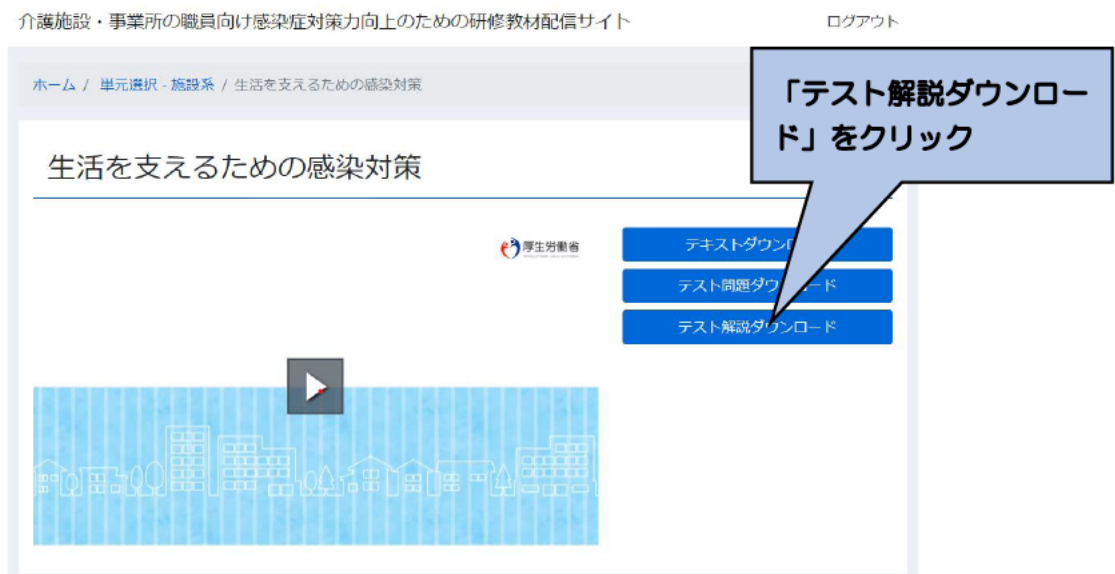 介護施設・事業所の職員向け感染症対策力向上のための研修教材配信サイト
ログアウト
ホーム / 単元選択 - 施設系 / 生活を支えるための感染対策
「テスト解説ダウンロー
ド」をクリック
生活を支えるための感染対策
厚生労働省
テキストダウンロ
テスト問題ダウンロード
テスト解説ダウンロード